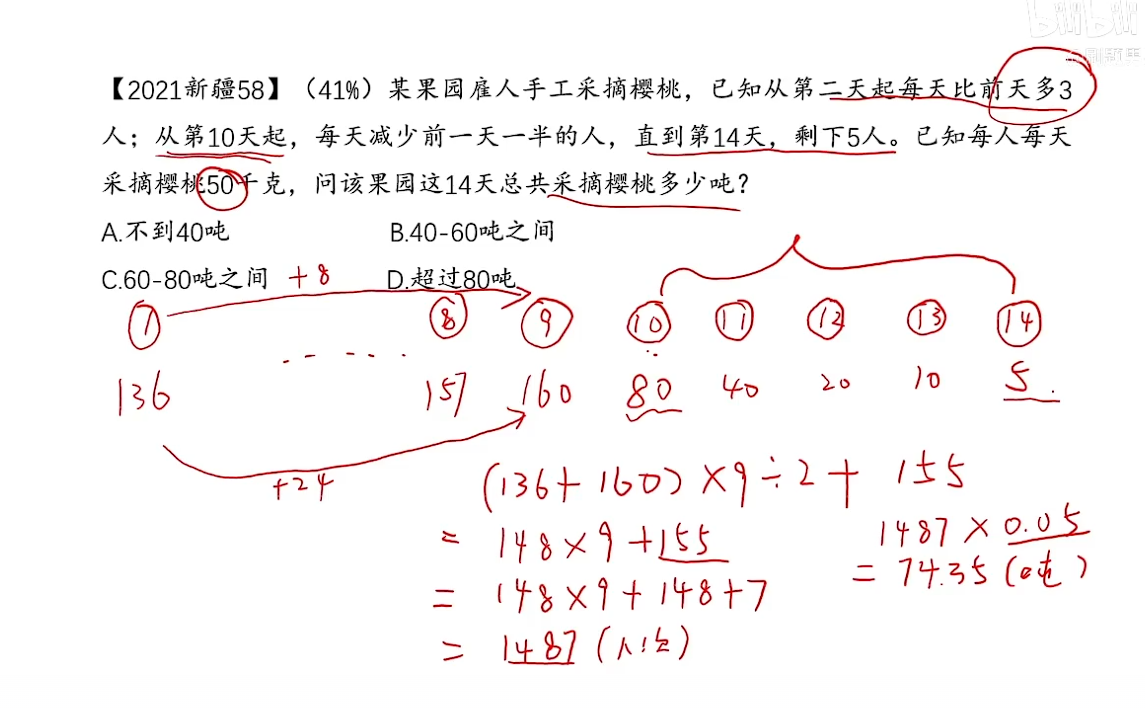 bilibili
【2021新疆58】（41%）某果园雇人手工采摘樱桃，已知从第二天起每天比前天多3
人；从第10天起，每天减少前一天一半的人，直到第14天，剩下5人。已知每人每天
采摘樱桃50千克，问该果园这14天总共采摘樱桃多少吨？
A.不到40吨 B.40-60吨之间
C.60-80吨之间 D.超过80吨
+8
① ⑧ ⑨ ⑩ ⑪ ⑫ ⑬ ⑭
136 ······ 157 160 80 40 20 10 5
+24
(136+160)×9÷2+155
=148×9+155
=148×9+148+7
=1487(人次)
1487×0.05
=74.35(吨)